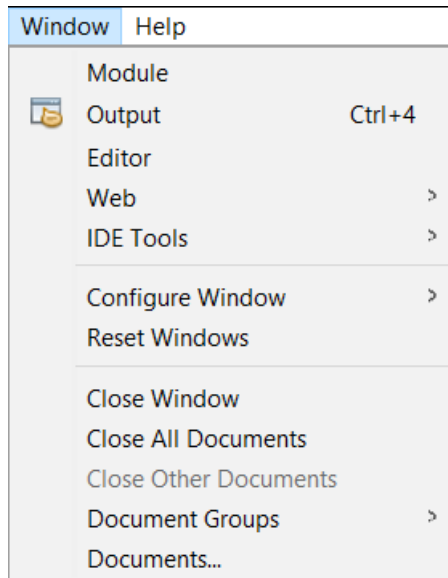 Window Help
Module
Output Ctrl+4
Editor
Web >
IDE Tools >
Configure Window >
Reset Windows
Close Window
Close All Documents
Close Other Documents
Document Groups >
Documents...